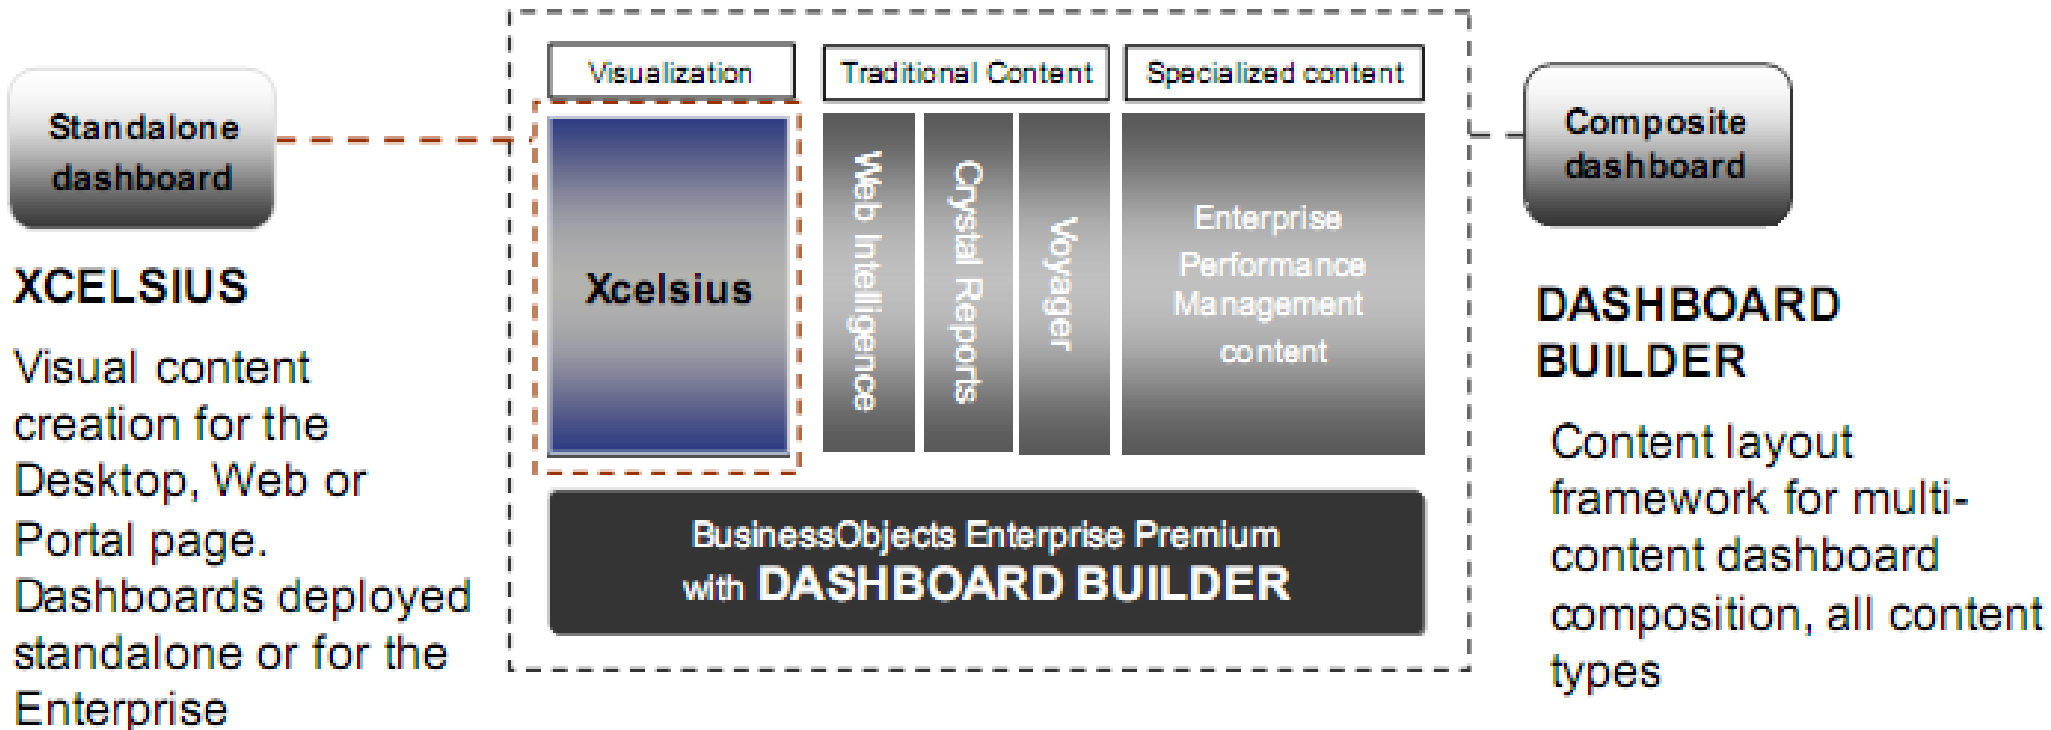 Standalone
dashboard
XCELSIUS
Visual content
creation for the
Desktop, Web or
Portal page.
Dashboards deployed
standalone or for the
Enterprise
Visualization
Traditional Content
Specialized content
Xcelsius
Web Intelligence
Crystal Reports
Voyager
Enterprise
Performance
Management
content
BusinessObjects Enterprise Premium
with DASHBOARD BUILDER
Composite
dashboard
DASHBOARD
BUILDER
Content layout
framework for multi-
content dashboard
composition, all content
types